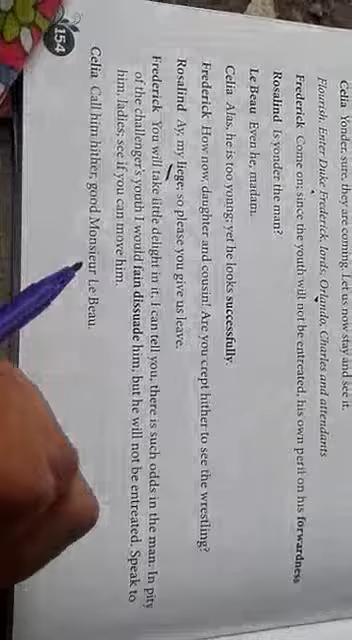 Celia Yonder, sure, they are coming. Let us now stay and see it.
Flourish. Enter Duke Frederick, lords, Orlando, Charles and attendants
Frederick Come on; since the youth will not be entreated, his own peril on his forwardness
Rosalind Is yonder the man?
Le Beau Even he, madam.
Celia Alas, he is too young; yet he looks successfully.
Frederick How now, daughter and cousin! Are you crept hither to see the wrestling?
Rosalind Ay, my liege; so please you give us leave.
Frederick You will take little delight in it, I can tell you, there is such odds in the man. In pity
of the challenger's youth I would fain dissuade him, but he will not be entreated. Speak to
him, ladies; see if you can move him.
Celia Call him hither, good Monsieur Le Beau.
154